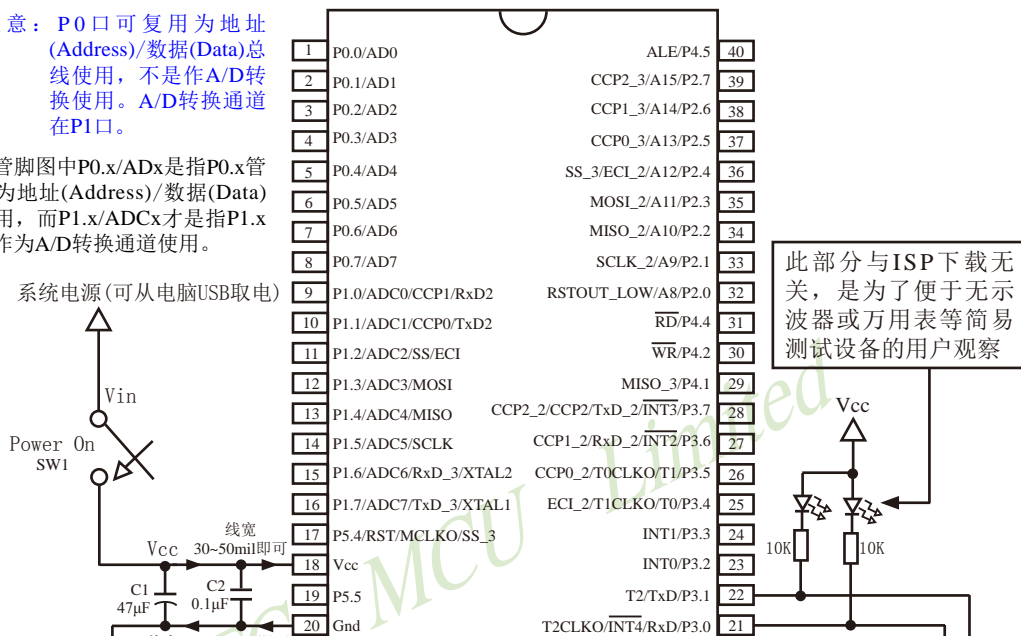 意：P0口可复用为地址
(Address)/数据(Data)总
线使用，不是作A/D转
换使用。A/D转换通道
在P1口。
管脚图中P0.x/ADx是指P0.x管
为地址(Address)/数据(Data)
用，而P1.x/ADCx才是指P1.x
作为A/D转换通道使用。
系统电源(可从电脑USB取电)
Vin
Power On
SW1
Vcc
线宽
30~50mil即可
C1
47μF
C2
0.1μF
1 P0.0/AD0
2 P0.1/AD1
3 P0.2/AD2
4 P0.3/AD3
5 P0.4/AD4
6 P0.5/AD5
7 P0.6/AD6
8 P0.7/AD7
9 P1.0/ADC0/CCP1/RxD2
10 P1.1/ADC1/CCP0/TxD2
11 P1.2/ADC2/SS/ECI
12 P1.3/ADC3/MOSI
13 P1.4/ADC4/MISO
14 P1.5/ADC5/SCLK
15 P1.6/ADC6/RxD_3/XTAL2
16 P1.7/ADC7/TxD_3/XTAL1
17 P5.4/RST/MCLKO/SS_3
18 Vcc
19 P5.5
20 Gnd
ALE/P4.5 40
CCP2_3/A15/P2.7 39
CCP1_3/A14/P2.6 38
CCP0_3/A13/P2.5 37
SS_3/ECI_2/A12/P2.4 36
MOSI_2/A11/P2.3 35
MISO_2/A10/P2.2 34
SCLK_2/A9/P2.1 33
RSTOUT_LOW/A8/P2.0 32
RD/P4.4 31
WR/P4.2 30
MISO_3/P4.1 29
CCP2_2/CCP2/TxD_2/INT3/P3.7 28
CCP1_2/RxD_2/INT2/P3.6 27
CCP0_2/T0CLKO/T1/P3.5 26
ECI_2/T1CLKO/T0/P3.4 25
INT1/P3.3 24
INT0/P3.2 23
T2/TxD/P3.1 22
T2CLKO/INT4/RxD/P3.0 21
此部分与ISP下载无
关，是为了便于无示
波器或万用表等简易
测试设备的用户观察
Vcc
10K
10K
MCU Limited